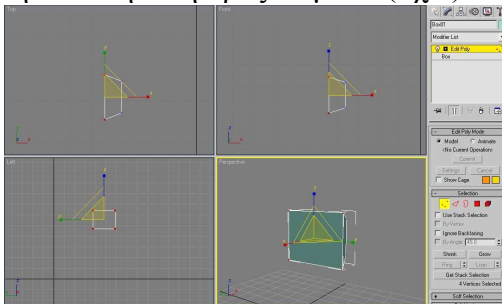 Top
Front
Left
Perspective
Box01
Modifier List
Edit Poly
Box
Edit Poly Mode
Model
Animate
<No Current Operation>
Commit
Settings
Cancel
Show Cage
Selection
Use Stack Selection
By Vertex
Ignore Backfacing
By Angle 45.0
Shrink
Grow
Ring
Loop
Get Stack Selection
4 Vertices Selected
Soft Selection